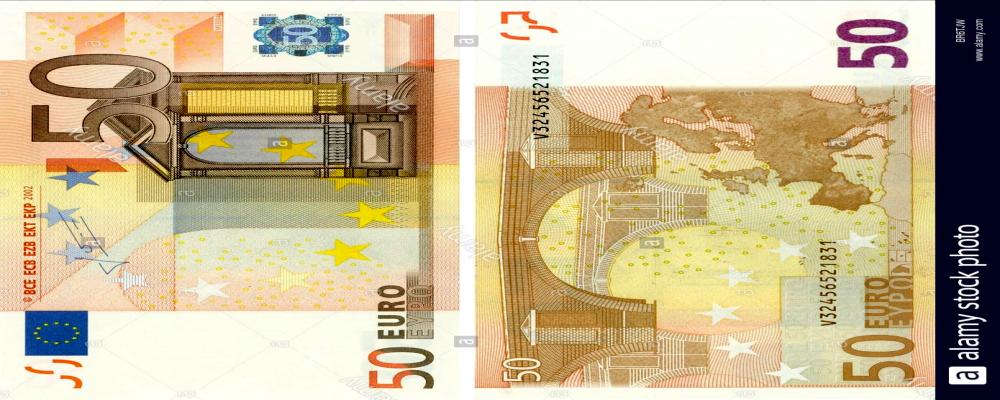 50
© BCE ECB EZB EKT EKP 2002
50 EURO
ΕΥΡΩ
V32456521831
50
V32456521831
50
50 EURO
ΕΥΡΩ
a alamy stock photo
BR6TJW
www.alamy.com